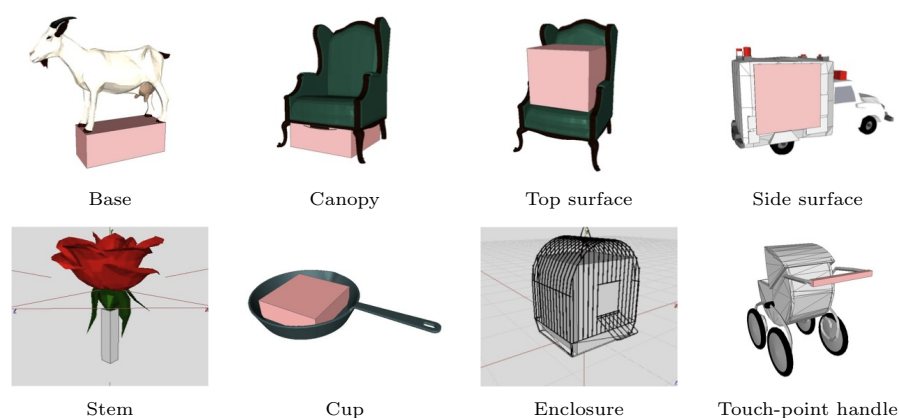 Base
Canopy
Top surface
Side surface
Stem
Cup
Enclosure
Touch-point handle